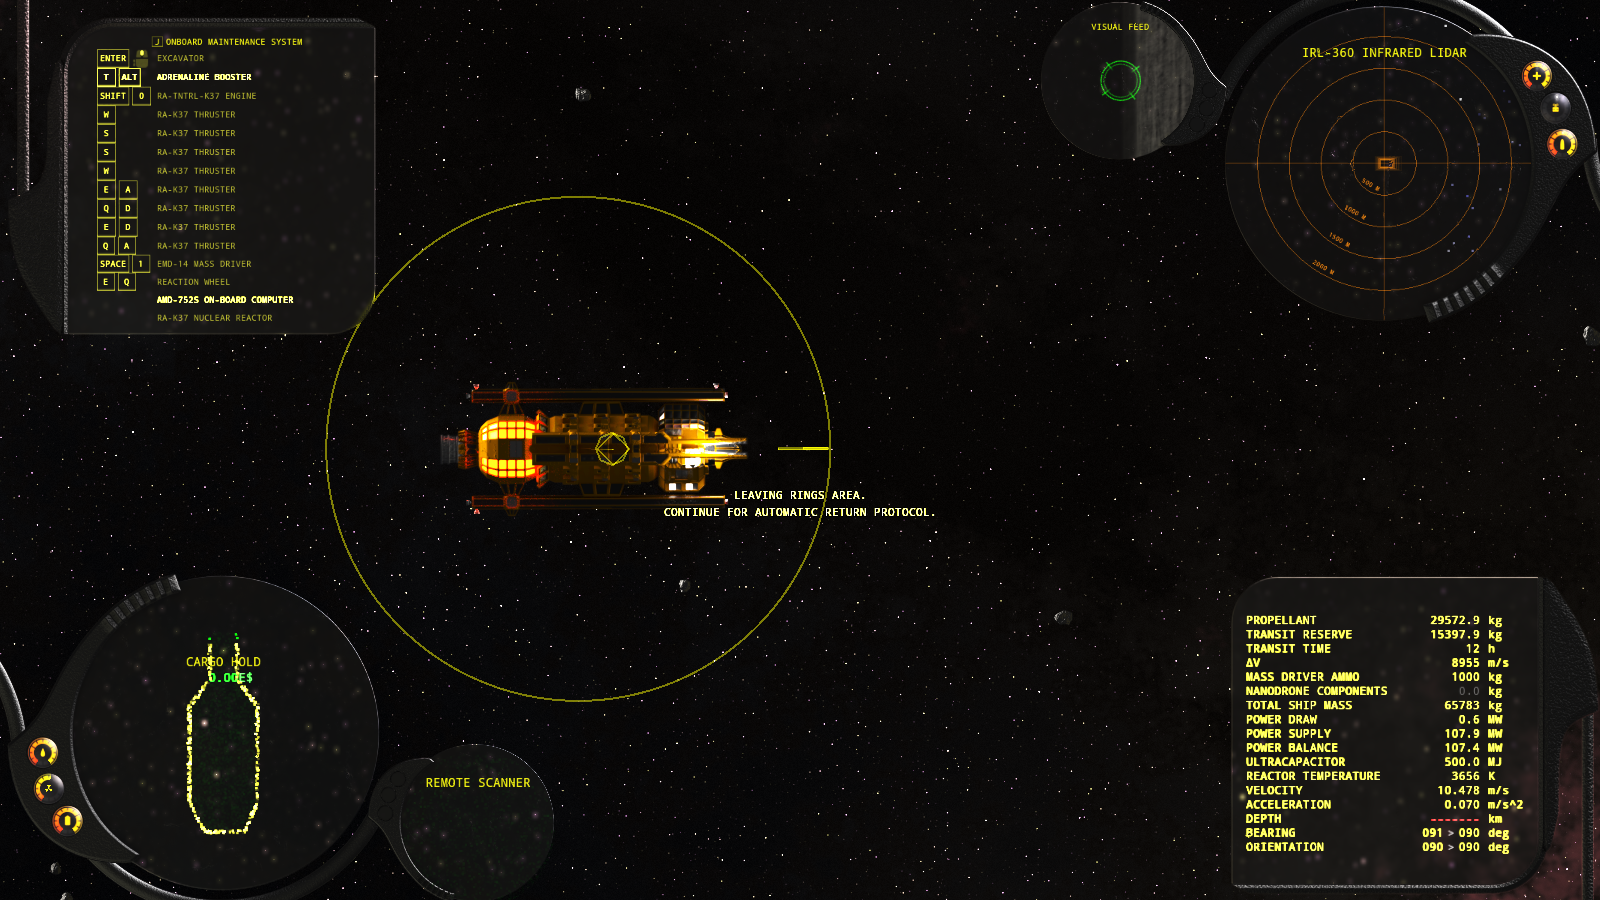 J ONBOARD MAINTENANCE SYSTEM
ENTER EXCAVATOR
T ALT ADRENALINE BOOSTER
SHIFT 0 RA-TNTRL-K37 ENGINE
W RA-K37 THRUSTER
S RA-K37 THRUSTER
S RA-K37 THRUSTER
W RA-K37 THRUSTER
E A RA-K37 THRUSTER
Q D RA-K37 THRUSTER
E D RA-K37 THRUSTER
Q A RA-K37 THRUSTER
SPACE 1 EMD-14 MASS DRIVER
E Q REACTION WHEEL
AMD-752S ON-BOARD COMPUTER
RA-K37 NUCLEAR REACTOR
VISUAL FEED
IRL-360 INFRARED LIDAR
500 M
1000 M
1500 M
2000 M
LEAVING RINGS AREA.
CONTINUE FOR AUTOMATIC RETURN PROTOCOL.
CARGO HOLD
0.00E$
REMOTE SCANNER
PROPELLANT 29572.9 kg
TRANSIT RESERVE 15397.9 kg
TRANSIT TIME 12 h
ΔV 8955 m/s
MASS DRIVER AMMO 1000 kg
NANODRONE COMPONENTS 0.0 kg
TOTAL SHIP MASS 65783 kg
POWER DRAW 0.6 MW
POWER SUPPLY 107.9 MW
POWER BALANCE 107.4 MW
ULTRACAPACITOR 500.0 MJ
REACTOR TEMPERATURE 3656 K
VELOCITY 10.478 m/s
ACCELERATION 0.070 m/s^2
DEPTH ------- km
BEARING 091 > 090 deg
ORIENTATION 090 > 090 deg